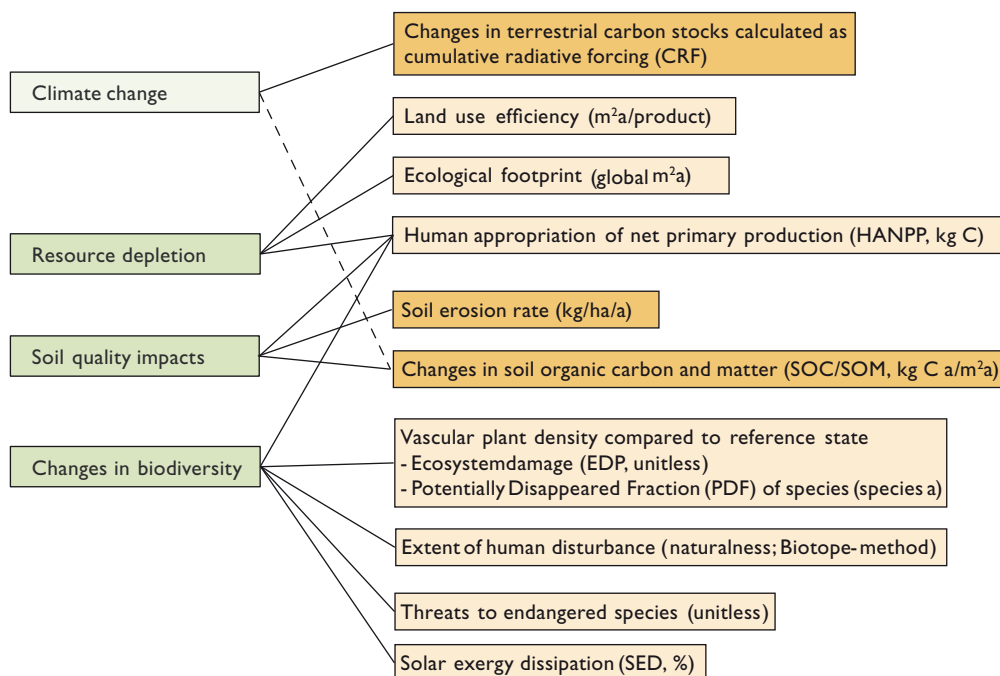 Changes in terrestrial carbon stocks calculated as
cumulative radiative forcing (CRF)
Climate change
Land use efficiency (m²a/product)
Ecological footprint (global m²a)
Resource depletion
Human appropriation of net primary production (HANPP, kg C)
Soil erosion rate (kg/ha/a)
Soil quality impacts
Changes in soil organic carbon and matter (SOC/SOM, kg C a/m²a)
Changes in biodiversity
Vascular plant density compared to reference state
- Ecosystemdamage (EDP, unitless)
- Potentially Disappeared Fraction (PDF) of species (species a)
Extent of human disturbance (naturalness; Biotope-method)
Threats to endangered species (unitless)
Solar exergy dissipation (SED, %)